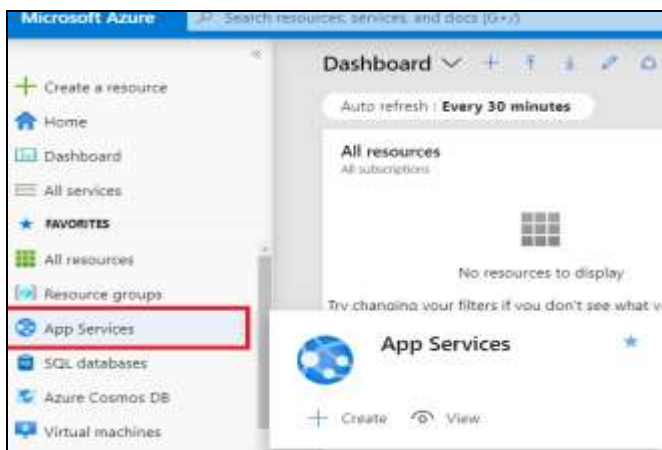 Microsoft Azure
Search resources, services, and docs (G+/)
Create a resource
Home
Dashboard
All services
FAVORITES
All resources
Resource groups
App Services
SQL databases
Azure Cosmos DB
Virtual machines
Dashboard
Auto refresh : Every 30 minutes
All resources
All subscriptions
No resources to display
Try changing your filters if you don't see what
App Services
Create
View